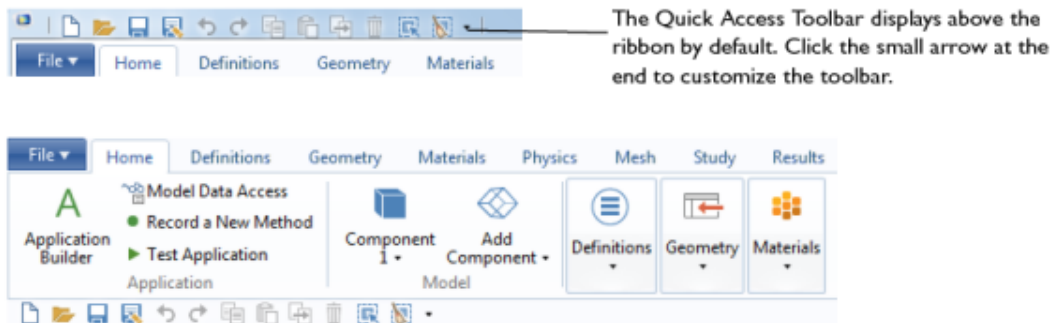 The Quick Access Toolbar displays above the
ribbon by default. Click the small arrow at the
end to customize the toolbar.
File Home Definitions Geometry Materials
File Home Definitions Geometry Materials Physics Mesh Study Results
A
Model Data Access
Record a New Method
Test Application
Application
Builder
Application
Component
1
Add
Component
Model
Definitions
Geometry
Materials